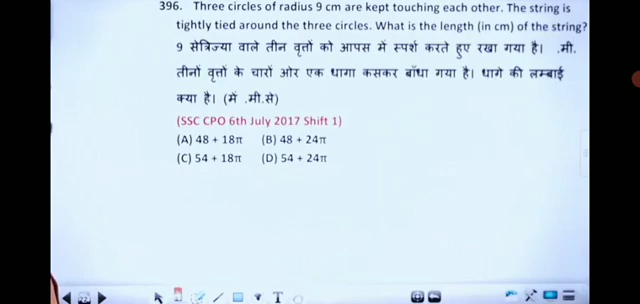 396. Three circles of radius 9 cm are kept touching each other. The string is
tightly tied around the three circles. What is the length (in cm) of the string?
9 सेत्रिज्या वाले तीन वृत्तों को आपस में स्पर्श करते हुए रखा गया है। .मी.
तीनों वृत्तों के चारों ओर एक धागा कसकर बाँधा गया है। धागे की लम्बाई
क्या है। (में .मी.से)
(SSC CPO 6th July 2017 Shift 1)
(A) 48 + 18π (B) 48 + 24π
(C) 54 + 18π (D) 54 + 24π